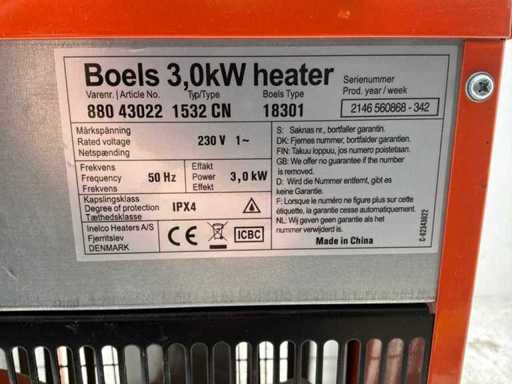 Boels 3,0kW heater
Varenr. | Article No. Typ/Type Boels Type
880 43022 1532 CN 18301
Serienummer
Prod. year / week
2146 560868 - 342
Märkspänning
Rated voltage 230 V 1~
Netspænding
Frekvens
Frequency 50 Hz
Frekvens
Effakt
Power 3,0 kW
Effekt
Kapslingsklass
Degree of protection IPX4
Tæthedsklasse
Inelco Heaters A/S
Fjerritslev
DENMARK
CE ICBC
S: Saknas nr., bortfaller garantin.
DK: Fjernes nummer, bortfalder garantien.
FIN: Takuu loppuu, jos numero poistetaan.
GB: We offer no guarantee if the number
is removed.
D: Wird die Nummer entfernt, gibt es
keine Garantie.
F: Lorsque le numéro ne figure plus sur cette
étiquette, la garantie cesse automatiquement.
NL: Wij geven geen garantie als het
nummer verwijderd is.
Made in China
C-02343022